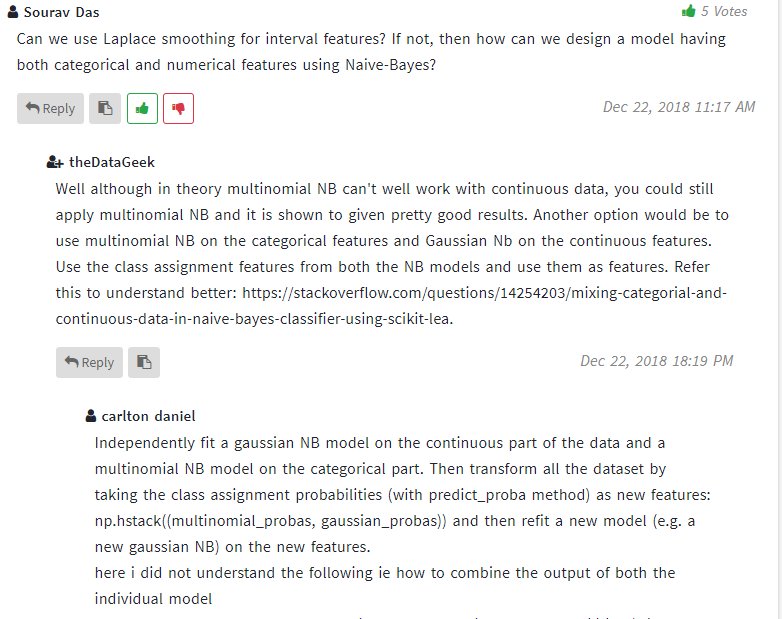 Sourav Das
5 Votes
Can we use Laplace smoothing for interval features? If not, then how can we design a model having
both categorical and numerical features using Naive-Bayes?
Reply
Dec 22, 2018 11:17 AM
theDataGeek
Well although in theory multinomial NB can't well work with continuous data, you could still
apply multinomial NB and it is shown to given pretty good results. Another option would be to
use multinomial NB on the categorical features and Gaussian Nb on the continuous features.
Use the class assignment features from both the NB models and use them as features. Refer
this to understand better: https://stackoverflow.com/questions/14254203/mixing-categorial-and-
continuous-data-in-naive-bayes-classifier-using-scikit-lea.
Reply
Dec 22, 2018 18:19 PM
carlton daniel
Independently fit a gaussian NB model on the continuous part of the data and a
multinomial NB model on the categorical part. Then transform all the dataset by
taking the class assignment probabilities (with predict_proba method) as new features:
np.hstack((multinomial_probas, gaussian_probas)) and then refit a new model (e.g. a
new gaussian NB) on the new features.
here i did not understand the following ie how to combine the output of both the
individual model